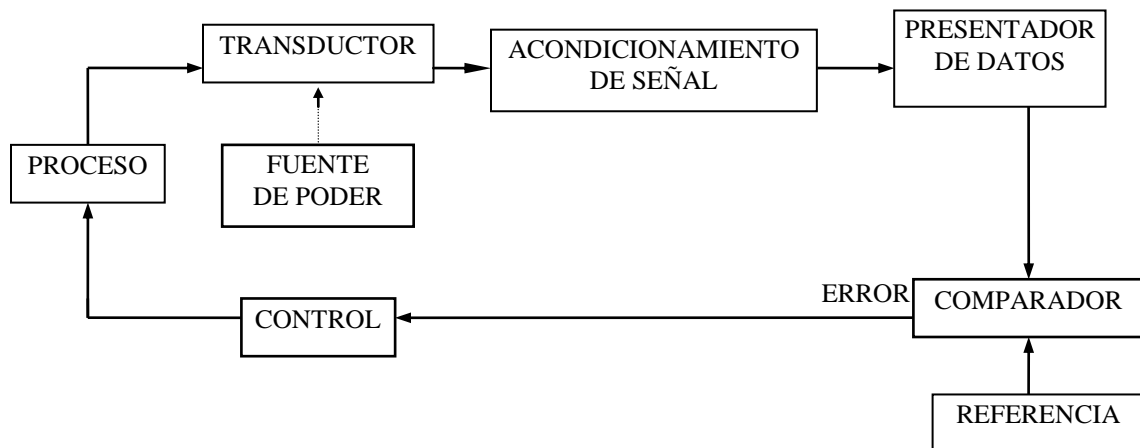 TRANSDUCTOR
ACONDICIONAMIENTO
DE SEÑAL
PRESENTADOR
DE DATOS
PROCESO
FUENTE
DE PODER
CONTROL
ERROR
COMPARADOR
REFERENCIA